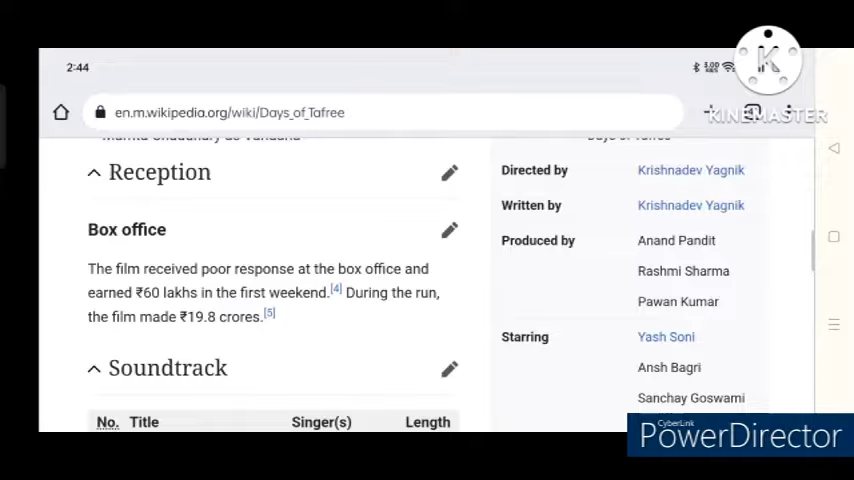 2:44
KINEMASTER
en.m.wikipedia.org/wiki/Days_of_Tafree
Reception
Box office
The film received poor response at the box office and
earned ₹60 lakhs in the first weekend.[4] During the run,
the film made ₹19.8 crores.[5]
Soundtrack
No. Title Singer(s) Length
Directed by Krishnadev Yagnik
Written by Krishnadev Yagnik
Produced by Anand Pandit
Rashmi Sharma
Pawan Kumar
Starring Yash Soni
Ansh Bagri
Sanchay Goswami
CyberLink
PowerDirector